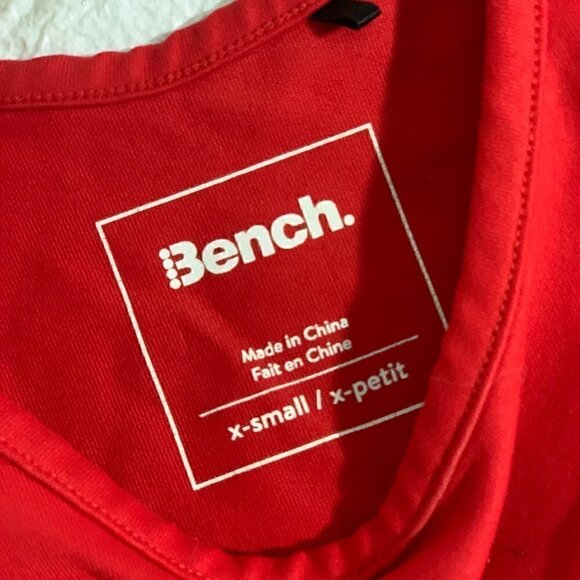 Bench.
Made in China
Fait en Chine
x-small / x-petit